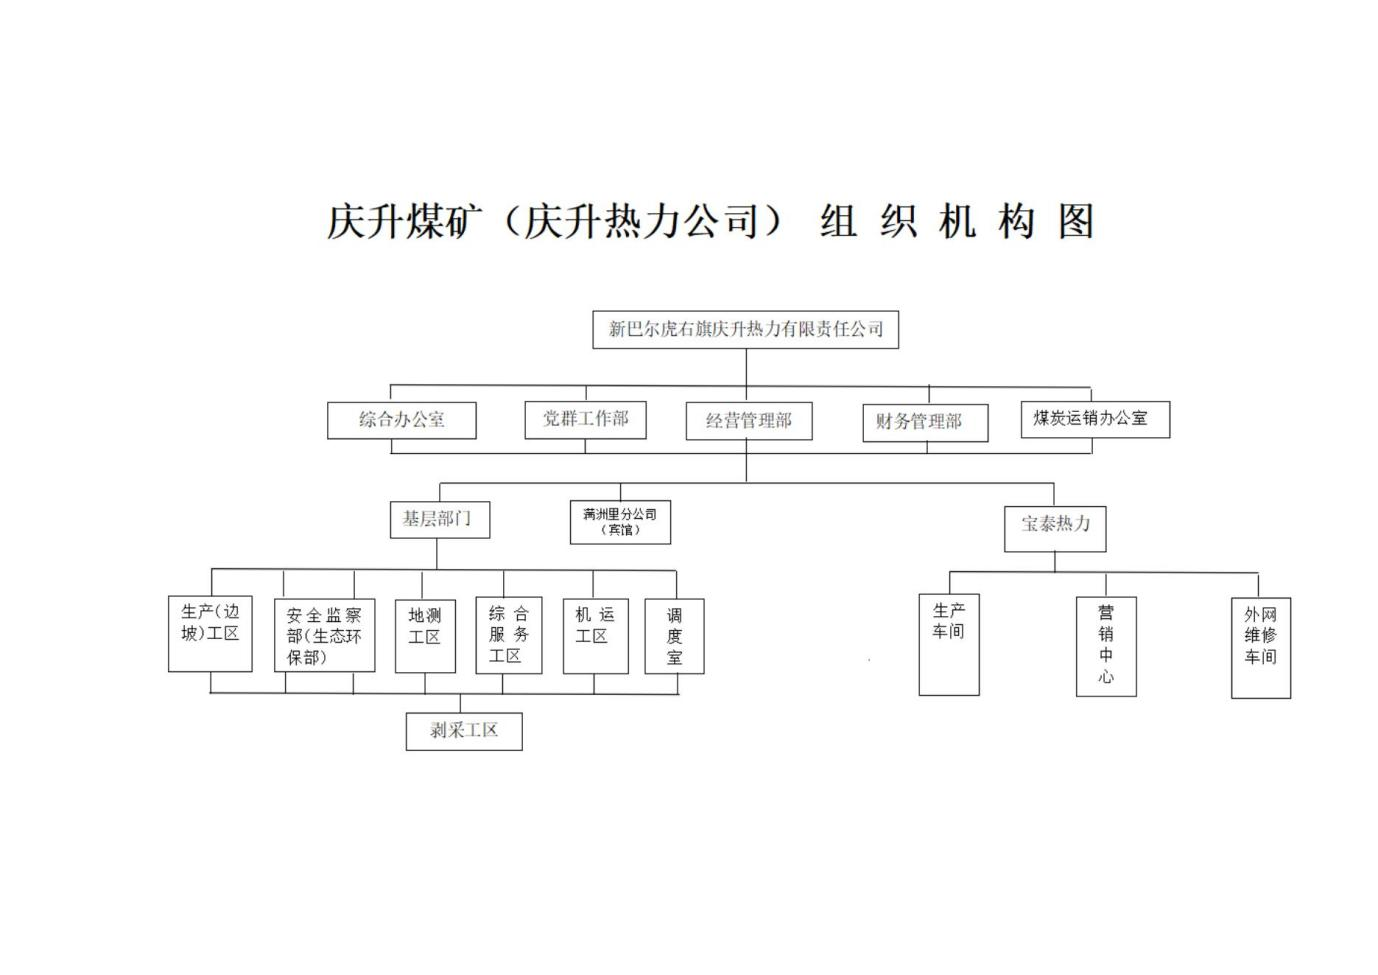 庆升煤矿（庆升热力公司） 组 织 机 构 图
新巴尔虎右旗庆升热力有限责任公司
综合办公室
党群工作部
经营管理部
财务管理部
煤炭运销办公室
基层部门
满洲里分公司
（宾馆）
宝泰热力
生产(边
坡)工区
安全监察
部(生态环
保部)
地测
工区
综 合
服 务
工区
机 运
工区
调
度
室
生产
车间
营
销
中
心
外网
维修
车间
剥采工区